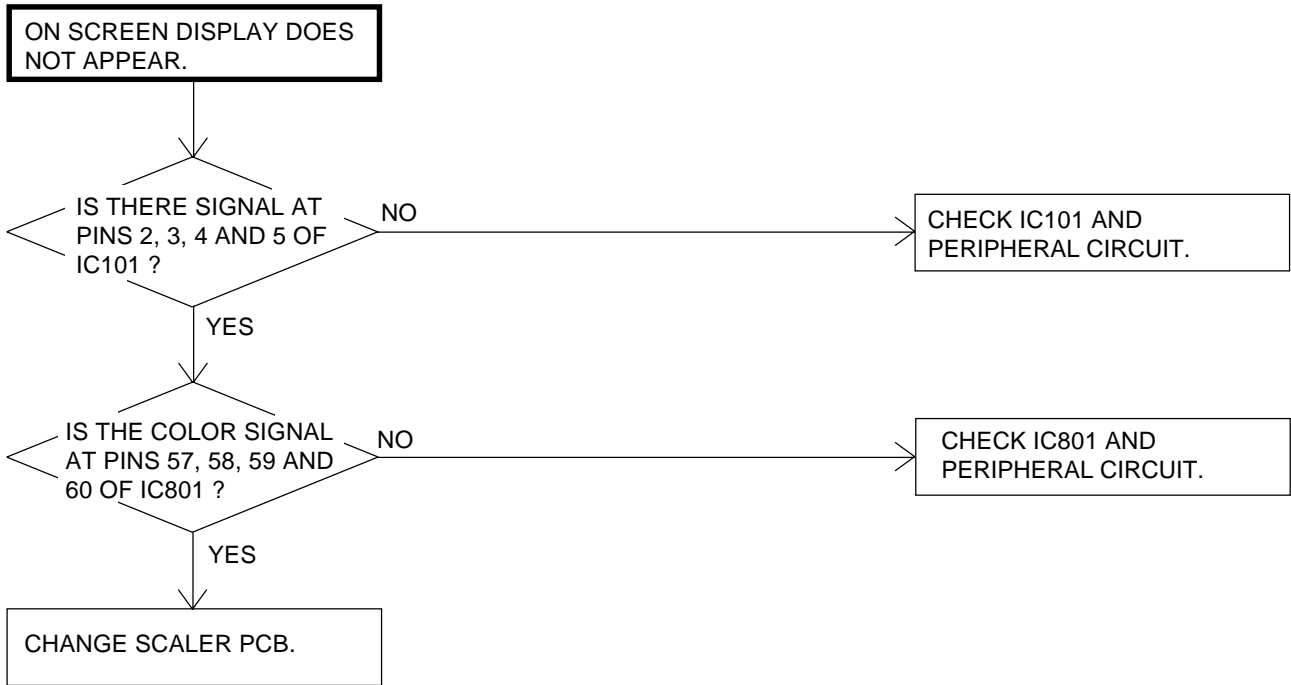 ON SCREEN DISPLAY DOES
NOT APPEAR.
IS THERE SIGNAL AT
PINS 2, 3, 4 AND 5 OF
IC101 ?
NO
CHECK IC101 AND
PERIPHERAL CIRCUIT.
YES
IS THE COLOR SIGNAL
AT PINS 57, 58, 59 AND
60 OF IC801 ?
NO
CHECK IC801 AND
PERIPHERAL CIRCUIT.
YES
CHANGE SCALER PCB.